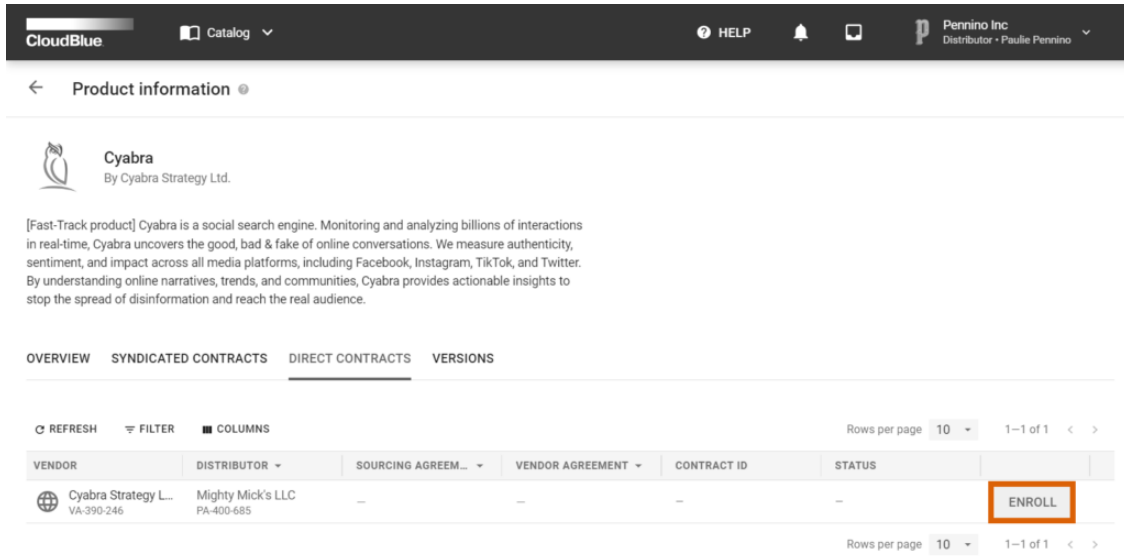 CloudBlue
Catalog
HELP
Pennino Inc
Distributor • Paulie Pennino
Product information
Cyabra
By Cyabra Strategy Ltd.
[Fast-Track product] Cyabra is a social search engine. Monitoring and analyzing billions of interactions
in real-time, Cyabra uncovers the good, bad & fake of online conversations. We measure authenticity,
sentiment, and impact across all media platforms, including Facebook, Instagram, TikTok, and Twitter.
By understanding online narratives, trends, and communities, Cyabra provides actionable insights to
stop the spread of disinformation and reach the real audience.
OVERVIEW SYNDICATED CONTRACTS DIRECT CONTRACTS VERSIONS
REFRESH FILTER COLUMNS Rows per page 10 1–1 of 1
VENDOR DISTRIBUTOR SOURCING AGREEM... VENDOR AGREEMENT CONTRACT ID STATUS
Cyabra Strategy L... Mighty Mick's LLC – – – – ENROLL
VA-390-246 PA-400-685
Rows per page 10 1–1 of 1